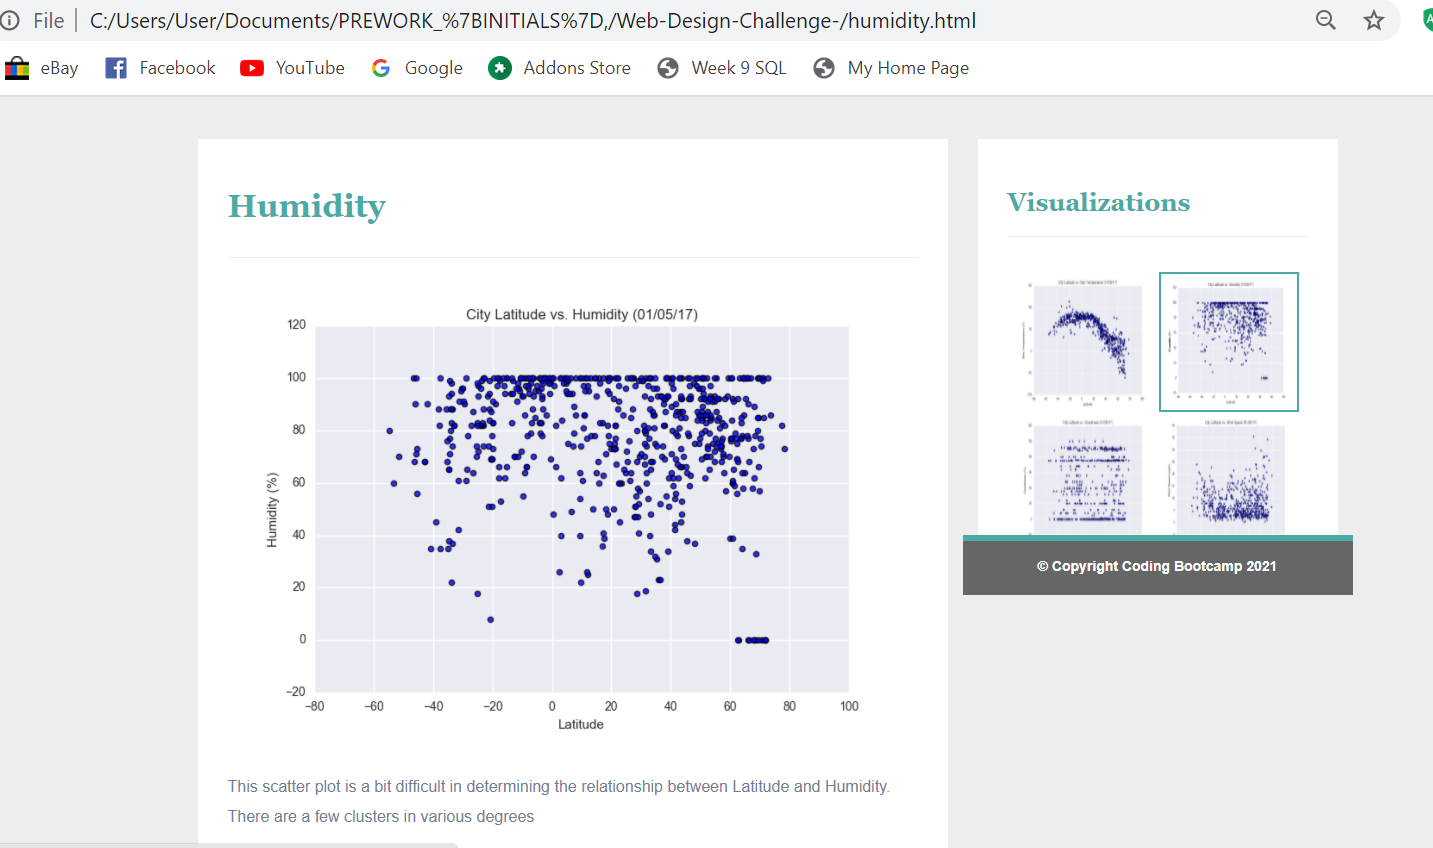 File C:/Users/User/Documents/PREWORK_%7BINITIALS%7D,/Web-Design-Challenge-/humidity.html
eBay Facebook YouTube Google Addons Store Week 9 SQL My Home Page
Humidity
City Latitude vs. Humidity (01/05/17)
120
100
80
60
40
20
0
−20
Humidity (%)
−80 −60 −40 −20 0 20 40 60 80 100
Latitude
This scatter plot is a bit difficult in determining the relationship between Latitude and Humidity.
There are a few clusters in various degrees
Visualizations
© Copyright Coding Bootcamp 2021